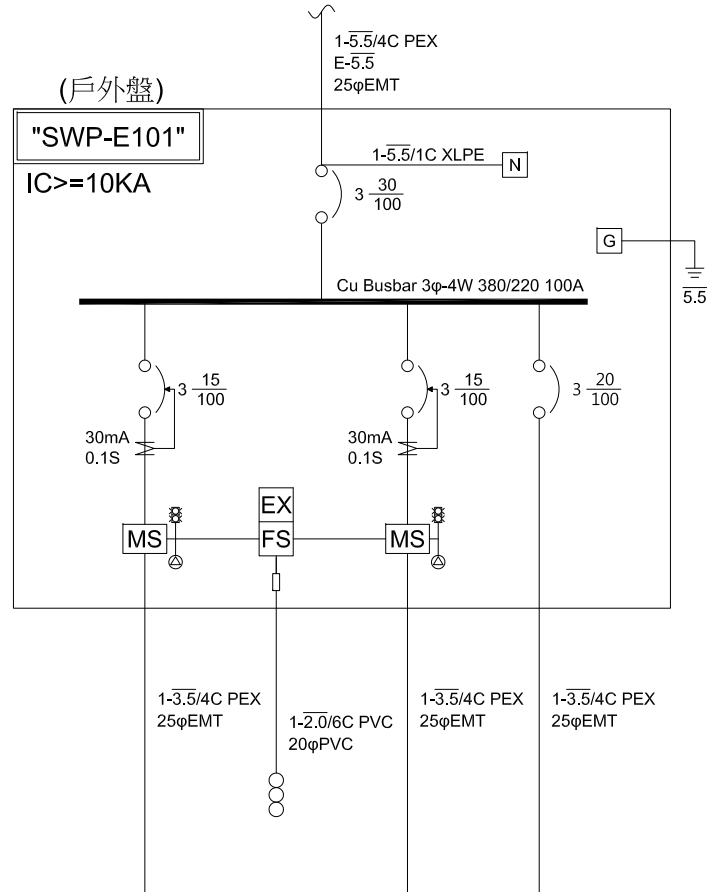 1-5.5/4C PEX
E-5.5
25φEMT
(戶外盤)
"SWP-E101"
IC>=10KA
1-5.5/1C XLPE
N
3 30/100
G
5.5
Cu Busbar 3φ-4W 380/220 100A
3 15/100
30mA
0.1S
3 15/100
30mA
0.1S
3 20/100
EX
MS
FS
MS
1-3.5/4C PEX
25φEMT
1-2.0/6C PVC
20φPVC
1-3.5/4C PEX
25φEMT
1-3.5/4C PEX
25φEMT